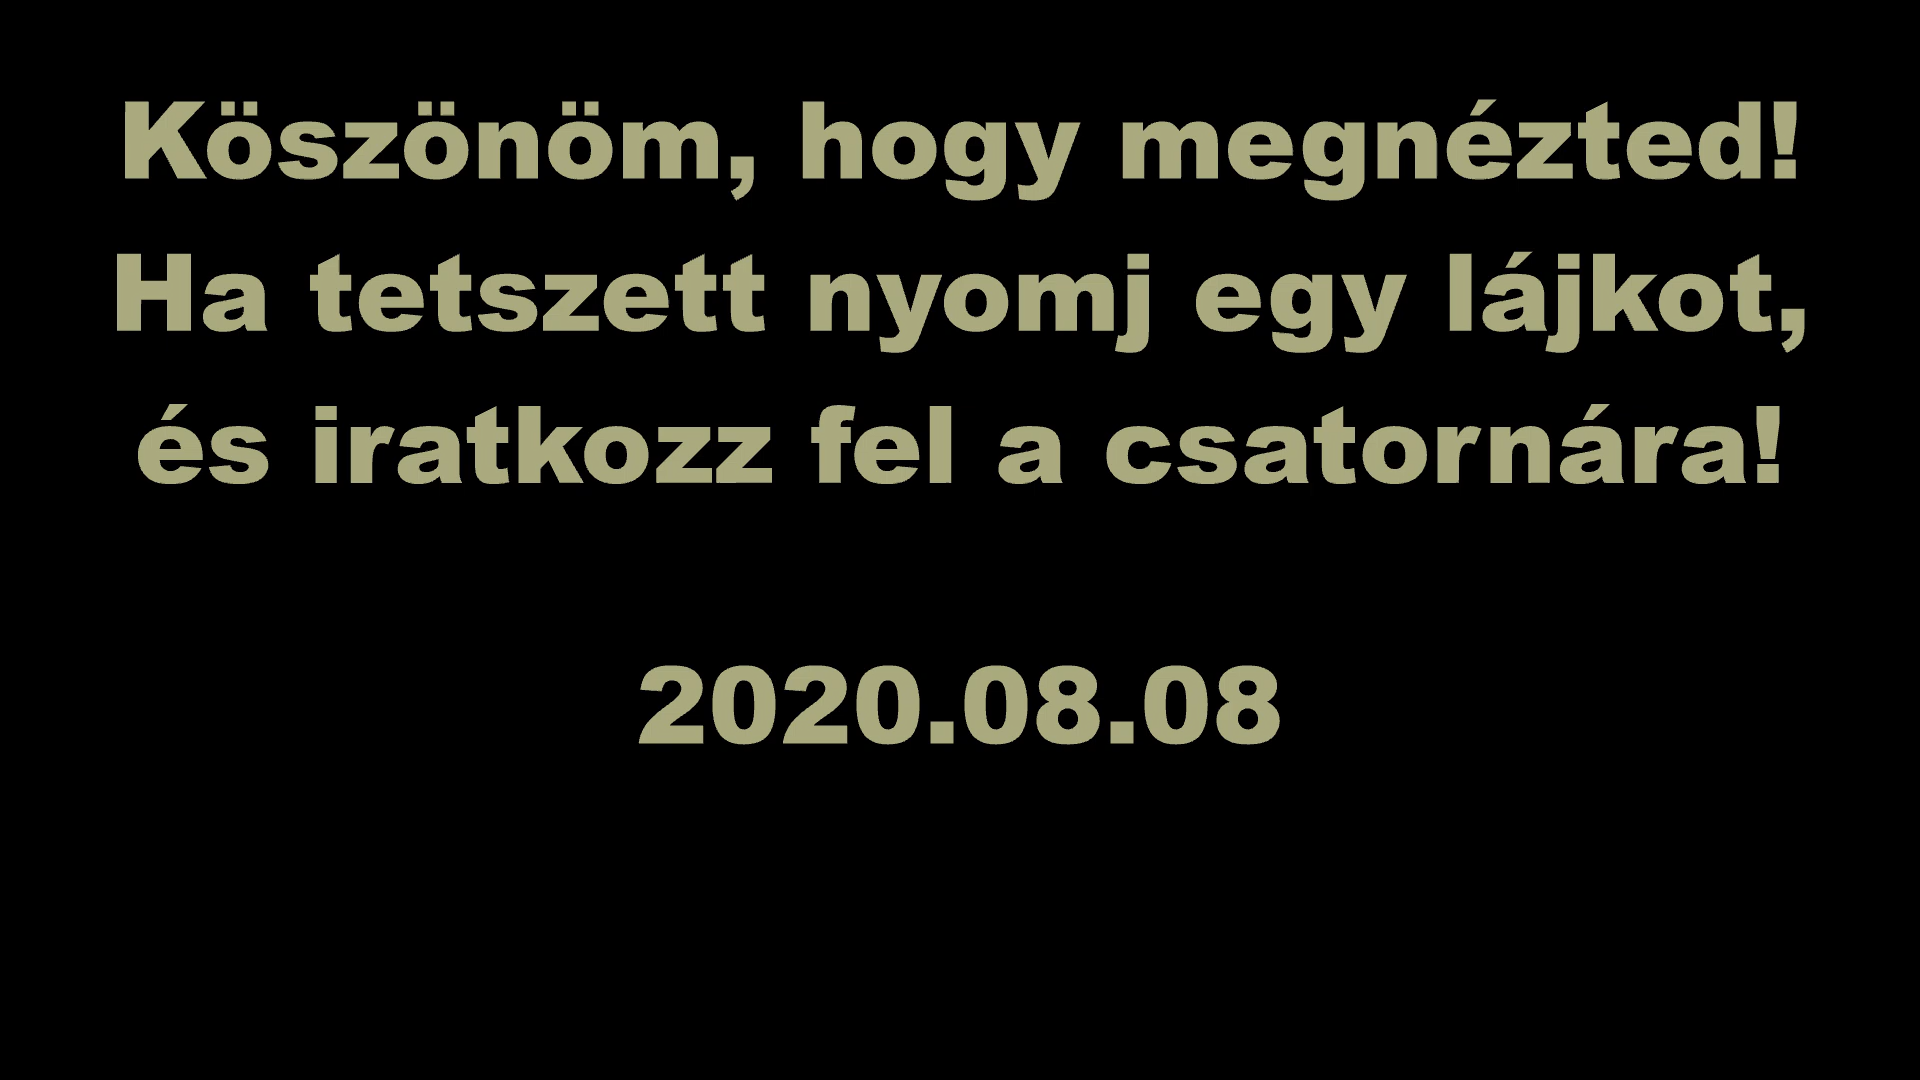 Köszönöm, hogy megnézted!
Ha tetszett nyomj egy lájkot,
és iratkozz fel a csatornára!
2020.08.08